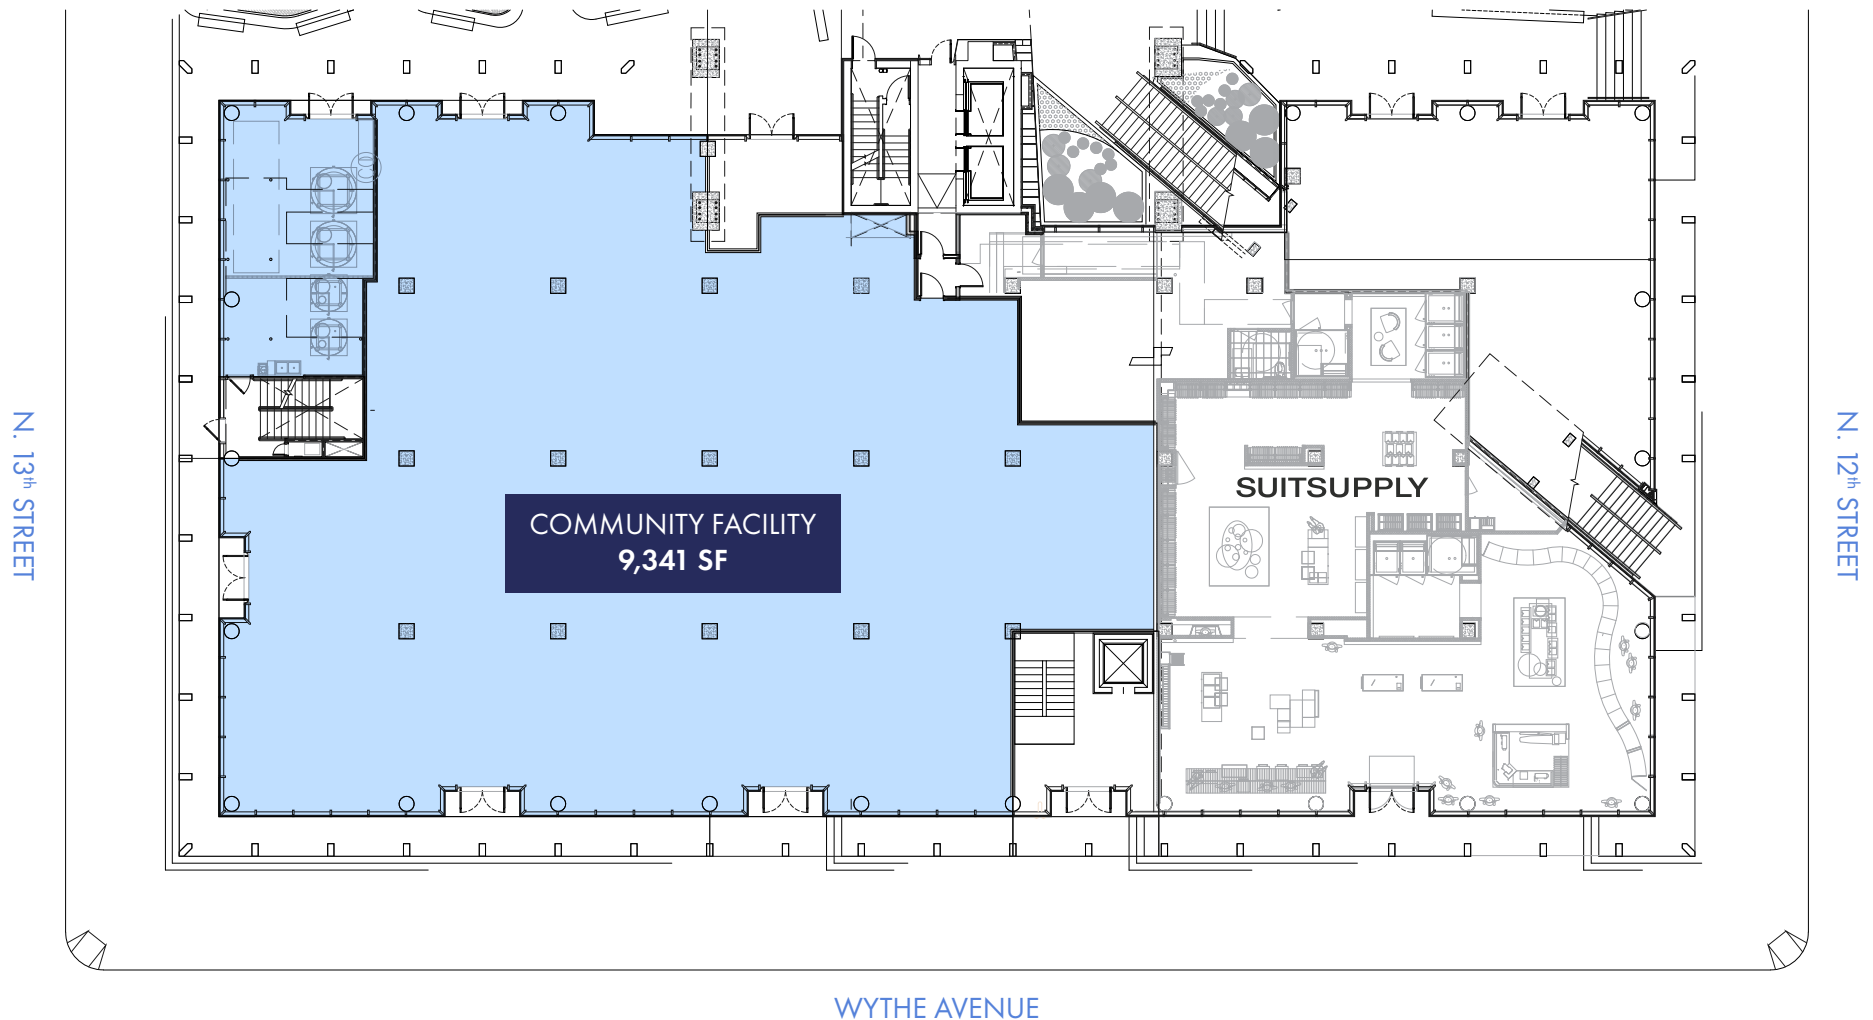 N. 13th STREET
COMMUNITY FACILITY
9,341 SF
SUITSUPPLY
N. 12th STREET
WYTHE AVENUE